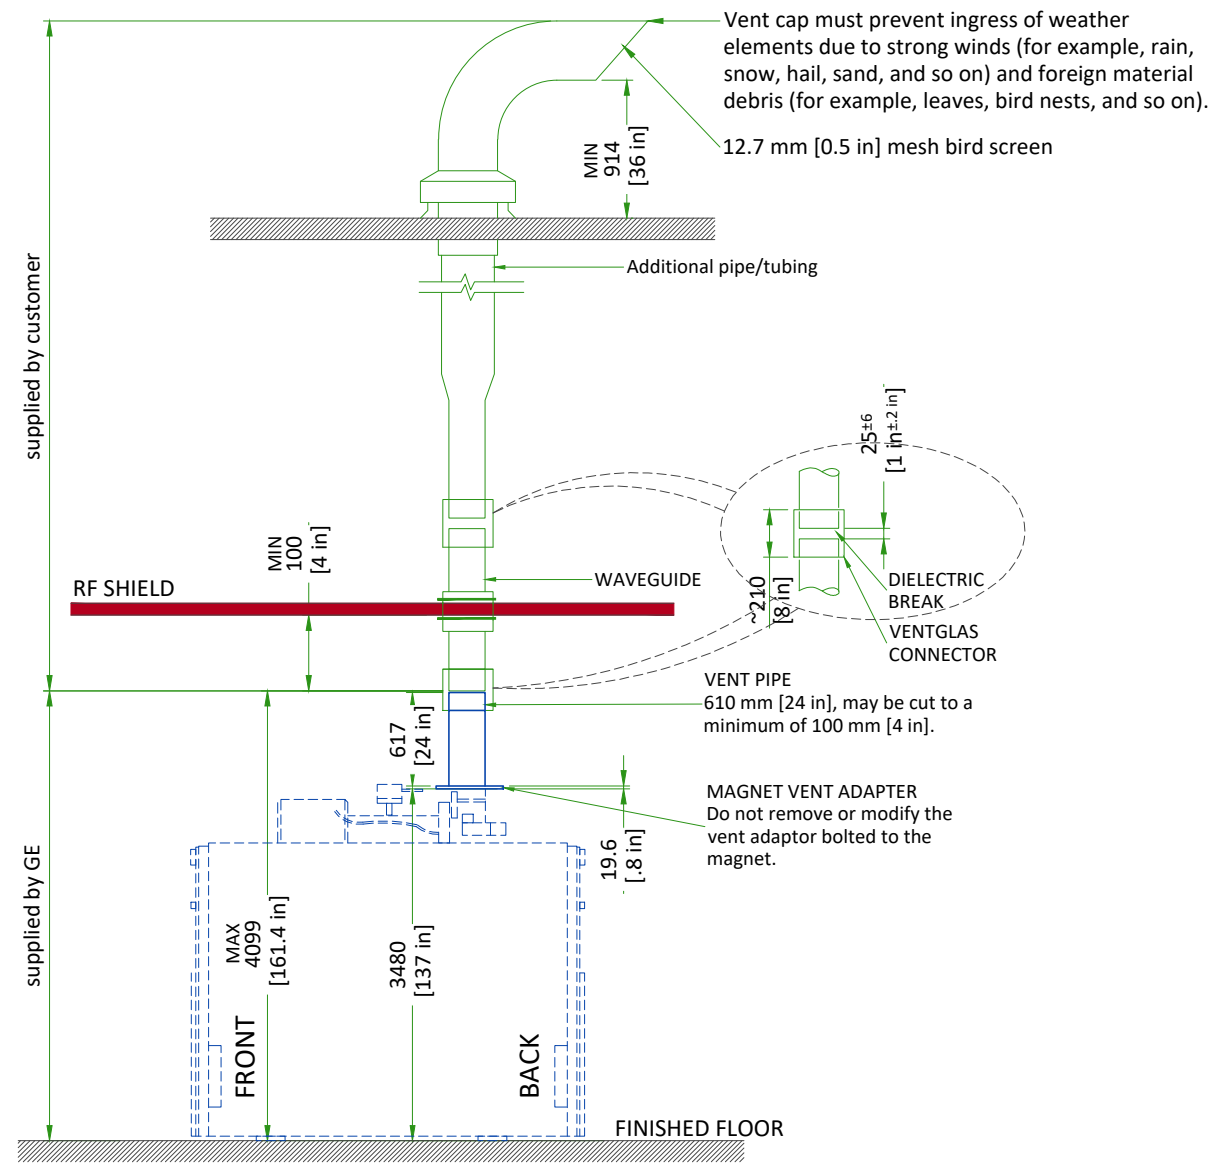 Vent cap must prevent ingress of weather
elements due to strong winds (for example, rain,
snow, hail, sand, and so on) and foreign material
debris (for example, leaves, bird nests, and so on).
12.7 mm [0.5 in] mesh bird screen
MIN
914
[36 in]
Additional pipe/tubing
supplied by customer
25±6
[1 in±.2 in]
MIN
100
[4 in]
RF SHIELD
WAVEGUIDE
~210
[8 in]
DIELECTRIC
BREAK
VENTGLAS
CONNECTOR
VENT PIPE
610 mm [24 in], may be cut to a
minimum of 100 mm [4 in].
617
[24 in]
MAGNET VENT ADAPTER
Do not remove or modify the
vent adaptor bolted to the
magnet.
19.6
[.8 in]
supplied by GE
MAX
4099
[161.4 in]
3480
[137 in]
FRONT
BACK
FINISHED FLOOR